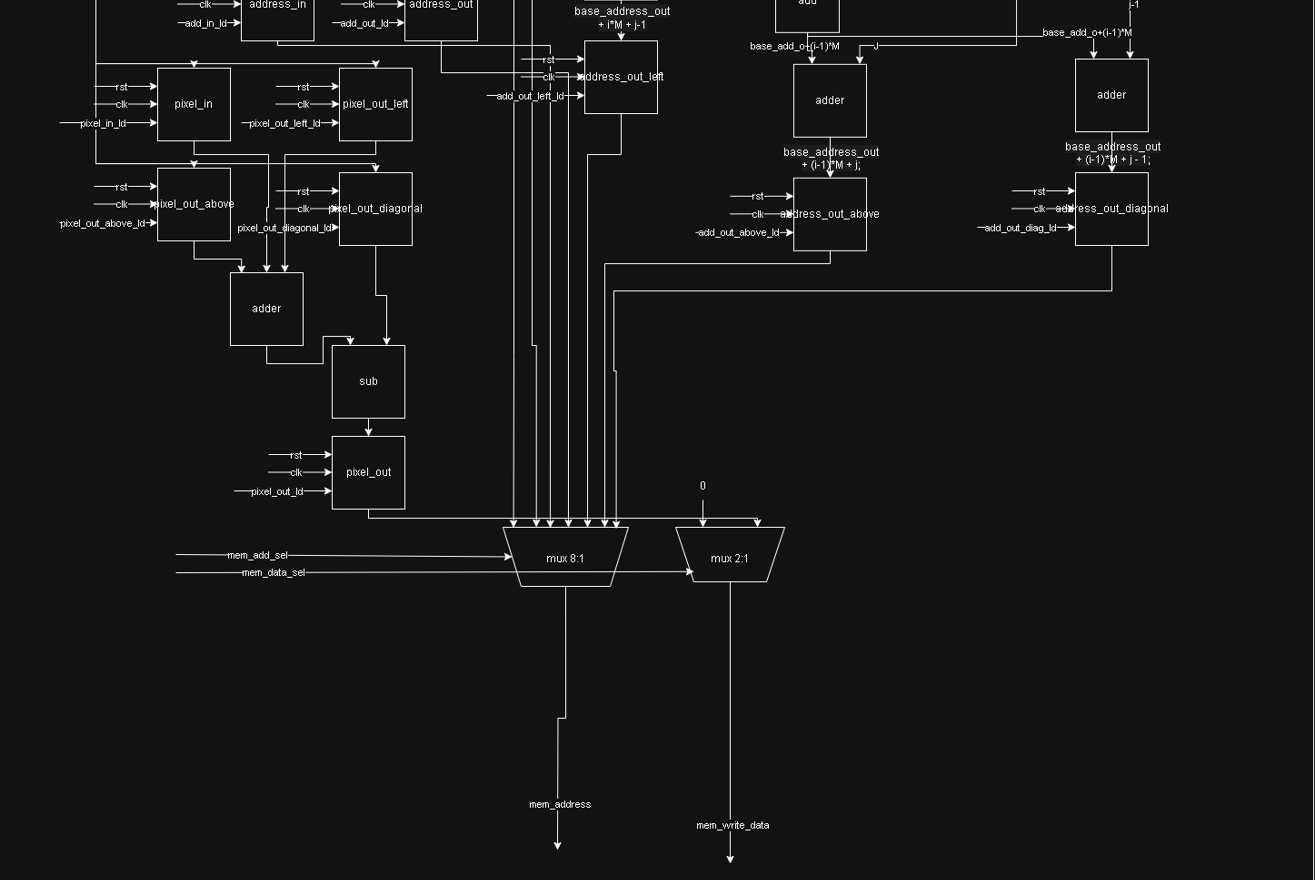 clk
address_in
clk
address_out
add
j-1
add_in_ld
add_out_ld
base_address_out
+ i*M + j-1
base_add_o+(i-1)*M
J
base_add_o+(i-1)*M
rst
clk
address_out_left
add_out_left_ld
rst
clk
pixel_in
pixel_in_ld
rst
clk
pixel_out_left
pixel_out_left_ld
adder
adder
base_address_out
+ (i-1)*M + j;
base_address_out
+ (i-1)*M + j - 1;
rst
clk
pixel_out_above
pixel_out_above_ld
rst
clk
pixel_out_diagonal
pixel_out_diagonal_ld
rst
clk
address_out_above
add_out_above_ld
rst
clk
address_out_diagonal
add_out_diag_ld
adder
sub
rst
clk
pixel_out
pixel_out_ld
0
mem_add_sel
mux 8:1
mux 2:1
mem_data_sel
mem_address
mem_write_data